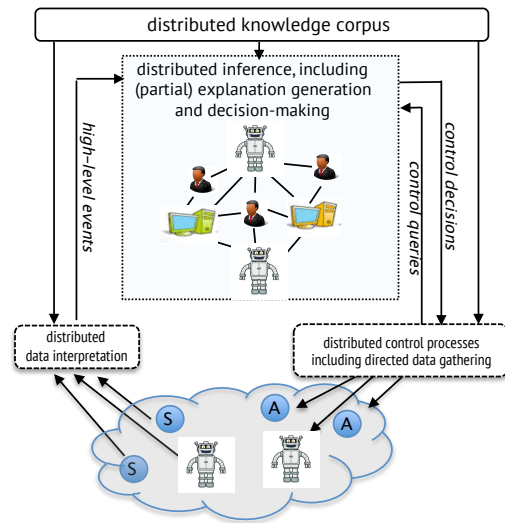 distributed knowledge corpus
distributed inference, including
(partial) explanation generation
and decision-making
high-level events
control queries
control decisions
distributed
data interpretation
distributed control processes
including directed data gathering
S
A
A
S